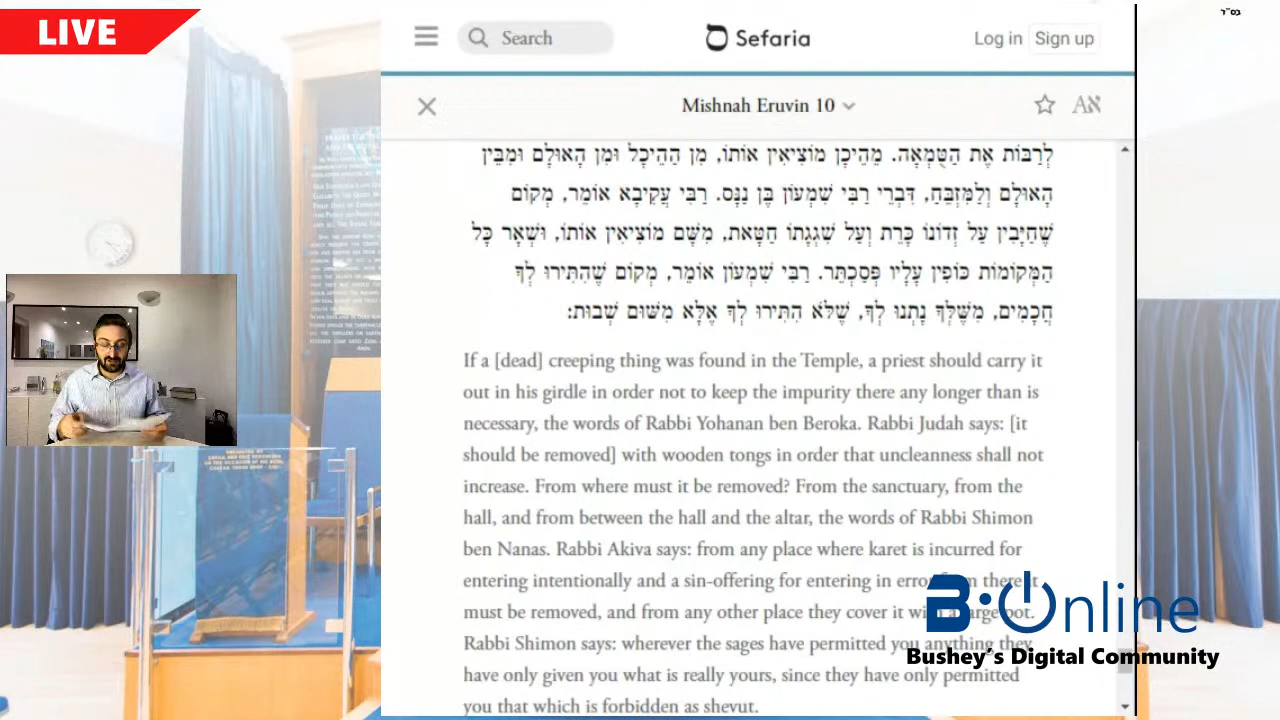 LIVE
בס"ד
Search
Sefaria
Log in
Sign up
Mishnah Eruvin 10
Aא
לְרַבּוֹת אֶת הַטֻּמְאָה. מֵהֵיכָן מוֹצִיאִין אוֹתוֹ, מִן הַהֵיכָל וּמִן הָאוּלָם וּמִבֵּין
הָאוּלָם וְלַמִּזְבֵּחַ, דִּבְרֵי רַבִּי שִׁמְעוֹן בֶּן נַנָּס. רַבִּי עֲקִיבָא אוֹמֵר, מְקוֹם
שֶׁחַיָּבִין עַל זְדוֹנוֹ כָּרֵת וְעַל שִׁגְגָתוֹ חַטָּאת, מִשָּׁם מוֹצִיאִין אוֹתוֹ, וּשְׁאָר כָּל
הַמְּקוֹמוֹת כּוֹפִין עָלָיו פְּסַכְתֵּר. רַבִּי שִׁמְעוֹן אוֹמֵר, מְקוֹם שֶׁהִתִּירוּ לְךָ
חֲכָמִים, מִשֶּׁלְּךָ נָתְנוּ לְךָ, שֶׁלֹּא הִתִּירוּ לְךָ אֶלָּא מִשּׁוּם שְׁבוּת:
If a [dead] creeping thing was found in the Temple, a priest should carry it
out in his girdle in order not to keep the impurity there any longer than is
necessary, the words of Rabbi Yohanan ben Beroka. Rabbi Judah says: [it
should be removed] with wooden tongs in order that uncleanness shall not
increase. From where must it be removed? From the sanctuary, from the
hall, and from between the hall and the altar, the words of Rabbi Shimon
ben Nanas. Rabbi Akiva says: from any place where karet is incurred for
entering intentionally and a sin-offering for entering in error, from there it
must be removed, and from any other place they cover it with a large pot.
Rabbi Shimon says: wherever the sages have permitted you anything they
have only given you what is really yours, since they have only permitted
you that which is forbidden as shevut.
B:Online
Bushey's Digital Community